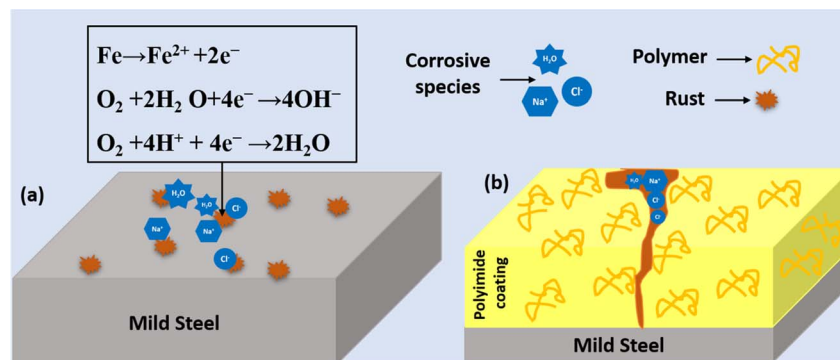 Fe→Fe²⁺ +2e⁻
O₂ +2H₂ O+4e⁻ →4OH⁻
O₂ +4H⁺ + 4e⁻ →2H₂O
Corrosive
species
H₂O
Na⁺
Cl⁻
Polymer
Rust
(a)
H₂O
H₂O
Cl⁻
Na⁺
Na⁺
Cl⁻
Mild Steel
(b)
H₂O
Na⁺
Cl⁻
Cl⁻
Polyimide
coating
Mild Steel